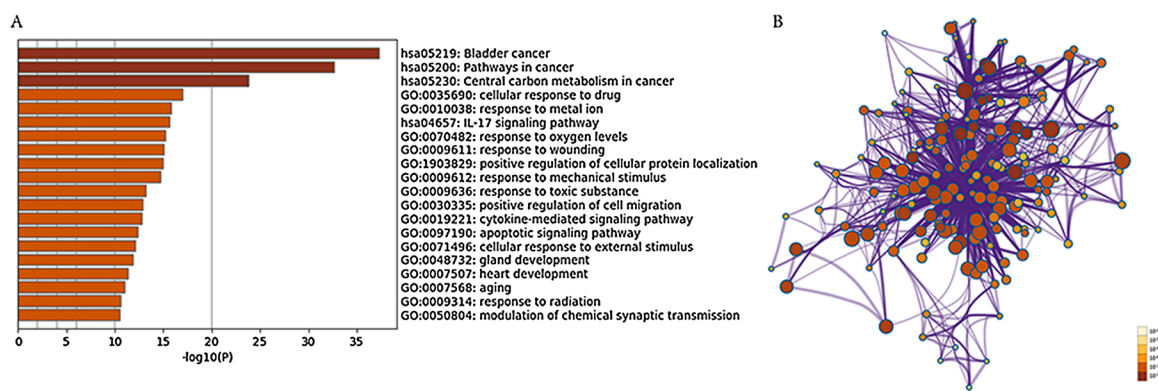 A
B
hsa05219: Bladder cancer
hsa05200: Pathways in cancer
hsa05230: Central carbon metabolism in cancer
GO:0035690: cellular response to drug
GO:0010038: response to metal ion
hsa04657: IL-17 signaling pathway
GO:0070482: response to oxygen levels
GO:0009611: response to wounding
GO:1903829: positive regulation of cellular protein localization
GO:0009612: response to mechanical stimulus
GO:0009636: response to toxic substance
GO:0030335: positive regulation of cell migration
GO:0019221: cytokine-mediated signaling pathway
GO:0097190: apoptotic signaling pathway
GO:0071496: cellular response to external stimulus
GO:0048732: gland development
GO:0007507: heart development
GO:0007568: aging
GO:0009314: response to radiation
GO:0050804: modulation of chemical synaptic transmission
0 5 10 15 20 25 30 35
-log10(P)